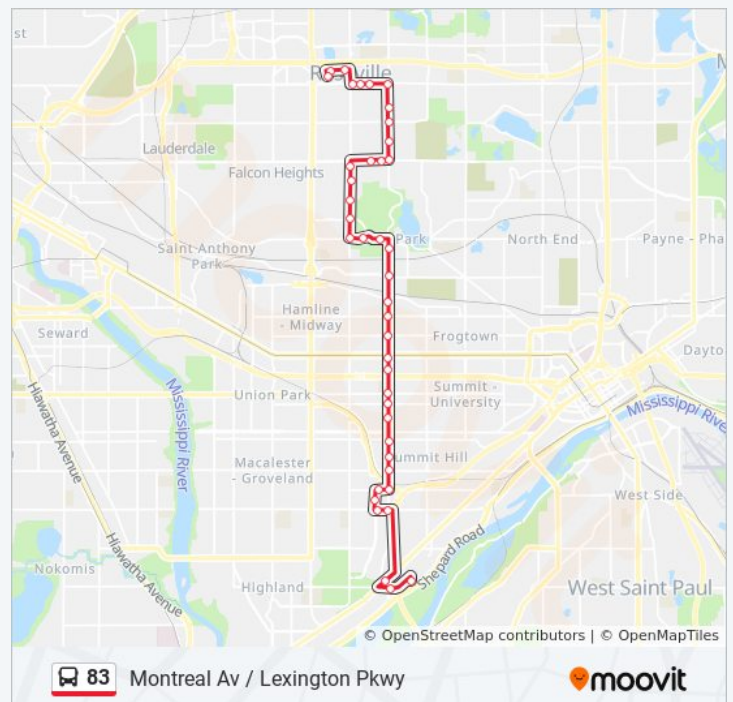 st
Roseville
M
Lauderdale
Falcon Heights
Saint Anthony
Park
Park
North End
Payne - Pha
Hamline
- Midway
Seward
Frogtown
Dayto
Hiawatha Avenue
Mississippi River
Union Park
Summit -
University
Mississippi Rive
Macalester
- Groveland
Summit Hill
West Side
Hiawatha Avenue
Shepard Road
Nokomis
Highland
West Saint Paul
© OpenStreetMap contributors | © OpenMapTiles
83 Montreal Av / Lexington Pkwy
moovit